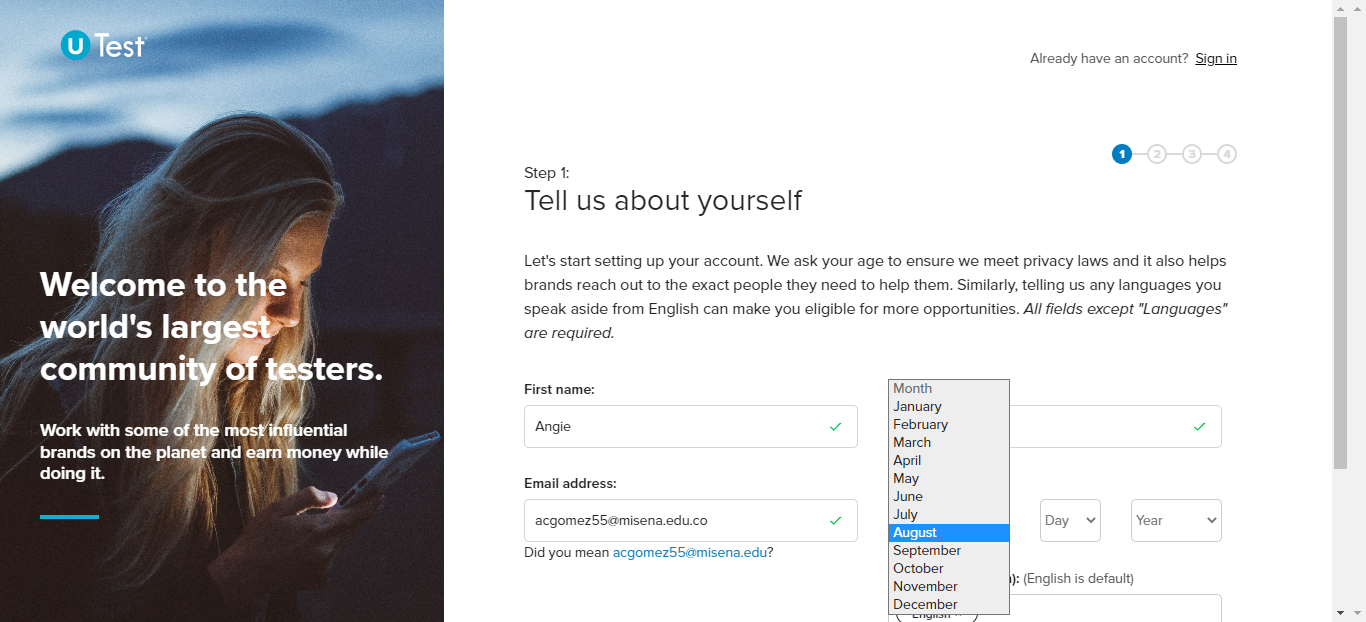 U Test
Already have an account? Sign in
1 2 3 4
Step 1:
Tell us about yourself
Let's start setting up your account. We ask your age to ensure we meet privacy laws and it also helps
brands reach out to the exact people they need to help them. Similarly, telling us any languages you
speak aside from English can make you eligible for more opportunities. All fields except "Languages"
are required.
Welcome to the
world's largest
community of testers.
Work with some of the most influential
brands on the planet and earn money while
doing it.
First name:
Angie
Email address:
acgomez55@misena.edu.co
Did you mean acgomez55@misena.edu?
Month
January
February
March
April
May
June
July
August
September
October
November
December
Day
Year
): (English is default)
English